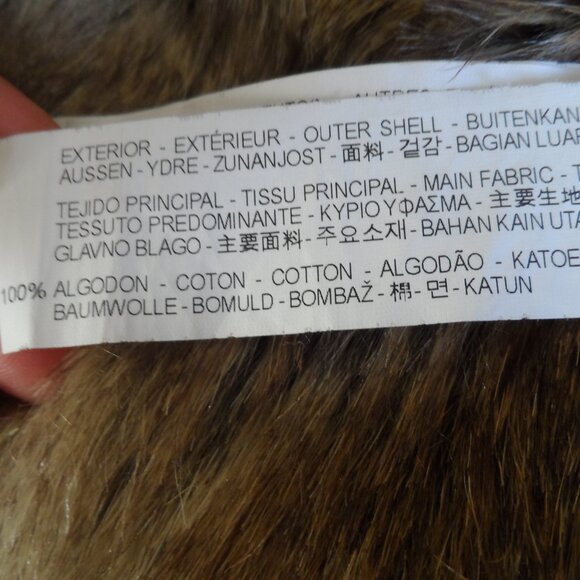 AUTRES
EXTERIOR - EXTÉRIEUR - OUTER SHELL - BUITENKAN
AUSSEN - YDRE - ZUNANJOST - 面料 - 겉감 - BAGIAN LUAR
TEJIDO PRINCIPAL - TISSU PRINCIPAL - MAIN FABRIC - T
TESSUTO PREDOMINANTE - ΚΥΡΙΟ ΥΦΑΣΜΑ - 主要生地
GLAVNO BLAGO - 主要面料 - 주요소재 - BAHAN KAIN UTA
100% ALGODON - COTON - COTTON - ALGODÃO - KATOE
BAUMWOLLE - BOMULD - BOMBAŽ - 棉 - 면 - KATUN